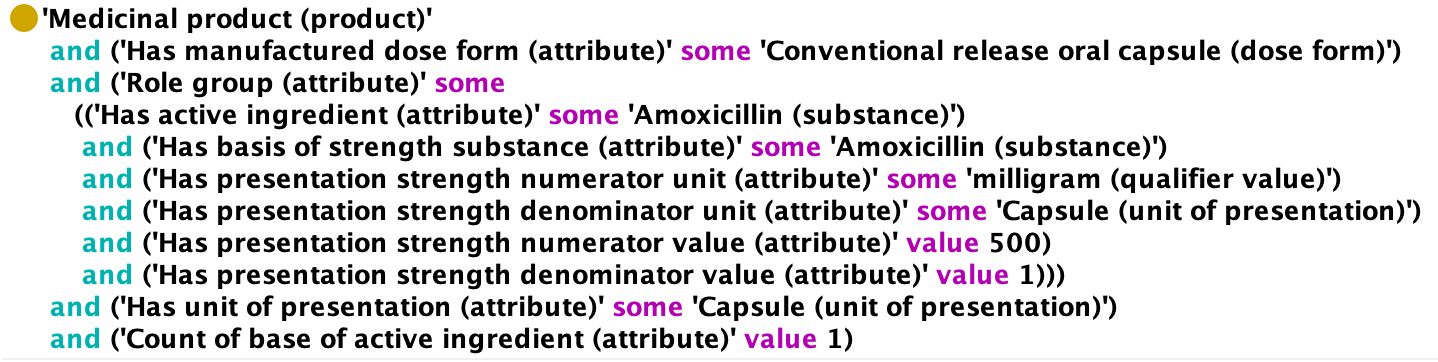 'Medicinal product (product)'
and ('Has manufactured dose form (attribute)' some 'Conventional release oral capsule (dose form)')
and ('Role group (attribute)' some
(('Has active ingredient (attribute)' some 'Amoxicillin (substance)')
and ('Has basis of strength substance (attribute)' some 'Amoxicillin (substance)')
and ('Has presentation strength numerator unit (attribute)' some 'milligram (qualifier value)')
and ('Has presentation strength denominator unit (attribute)' some 'Capsule (unit of presentation)')
and ('Has presentation strength numerator value (attribute)' value 500)
and ('Has presentation strength denominator value (attribute)' value 1)))
and ('Has unit of presentation (attribute)' some 'Capsule (unit of presentation)')
and ('Count of base of active ingredient (attribute)' value 1)